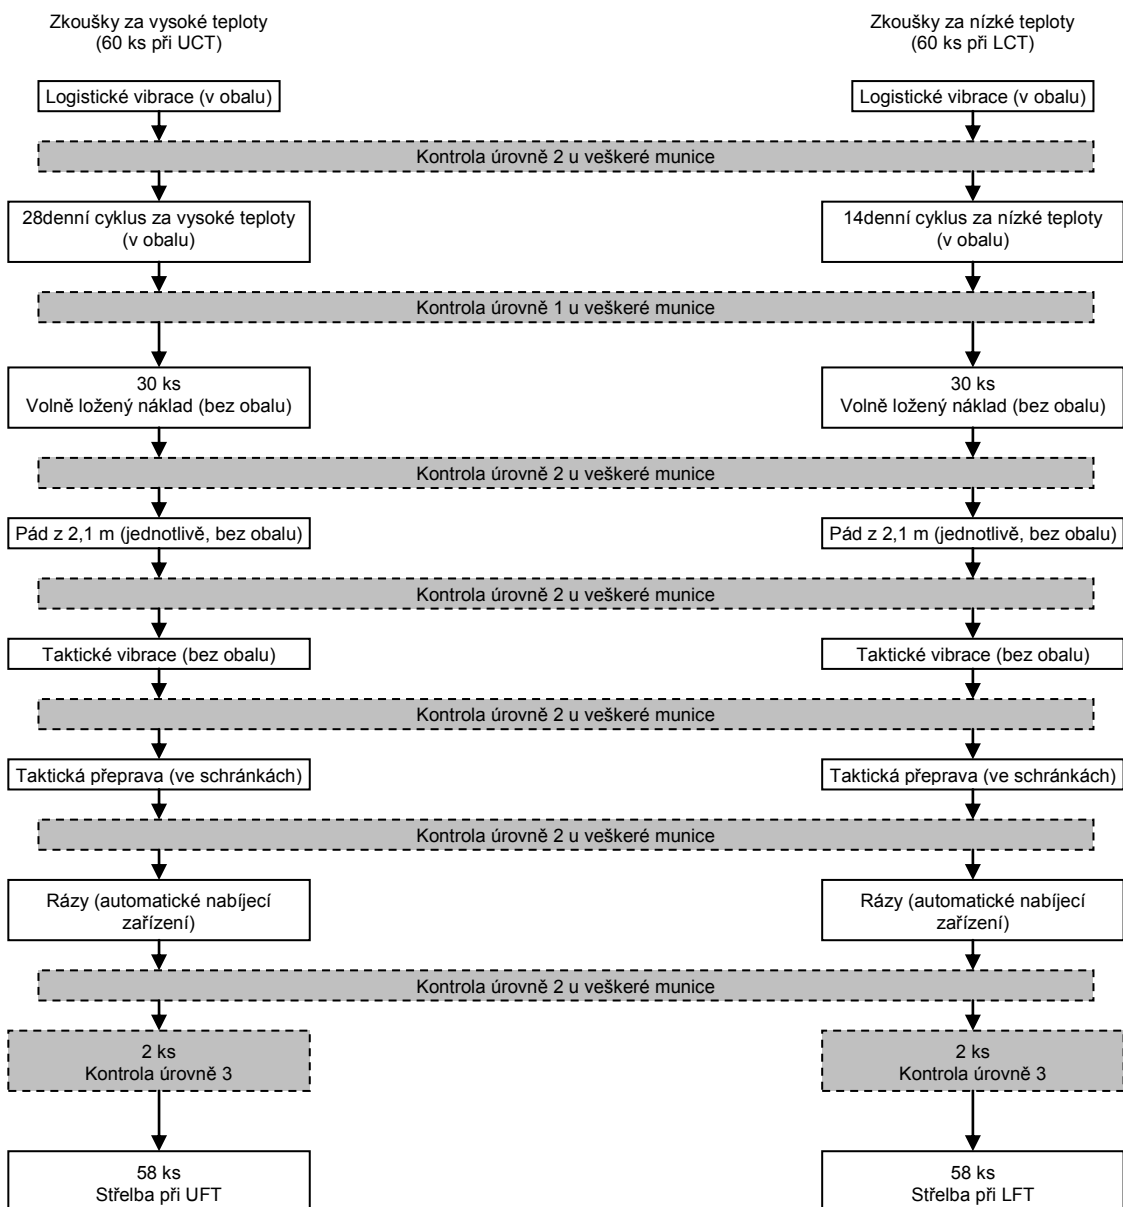 Zkoušky za vysoké teploty
(60 ks při UCT)
Zkoušky za nízké teploty
(60 ks při LCT)
Logistické vibrace (v obalu)
Logistické vibrace (v obalu)
Kontrola úrovně 2 u veškeré munice
28denní cyklus za vysoké teploty
(v obalu)
14denní cyklus za nízké teploty
(v obalu)
Kontrola úrovně 1 u veškeré munice
30 ks
Volně ložený náklad (bez obalu)
30 ks
Volně ložený náklad (bez obalu)
Kontrola úrovně 2 u veškeré munice
Pád z 2,1 m (jednotlivě, bez obalu)
Pád z 2,1 m (jednotlivě, bez obalu)
Kontrola úrovně 2 u veškeré munice
Taktické vibrace (bez obalu)
Taktické vibrace (bez obalu)
Kontrola úrovně 2 u veškeré munice
Taktická přeprava (ve schránkách)
Taktická přeprava (ve schránkách)
Kontrola úrovně 2 u veškeré munice
Rázy (automatické nabíjecí
zařízení)
Rázy (automatické nabíjecí
zařízení)
Kontrola úrovně 2 u veškeré munice
2 ks
Kontrola úrovně 3
2 ks
Kontrola úrovně 3
58 ks
Střelba při UFT
58 ks
Střelba při LFT